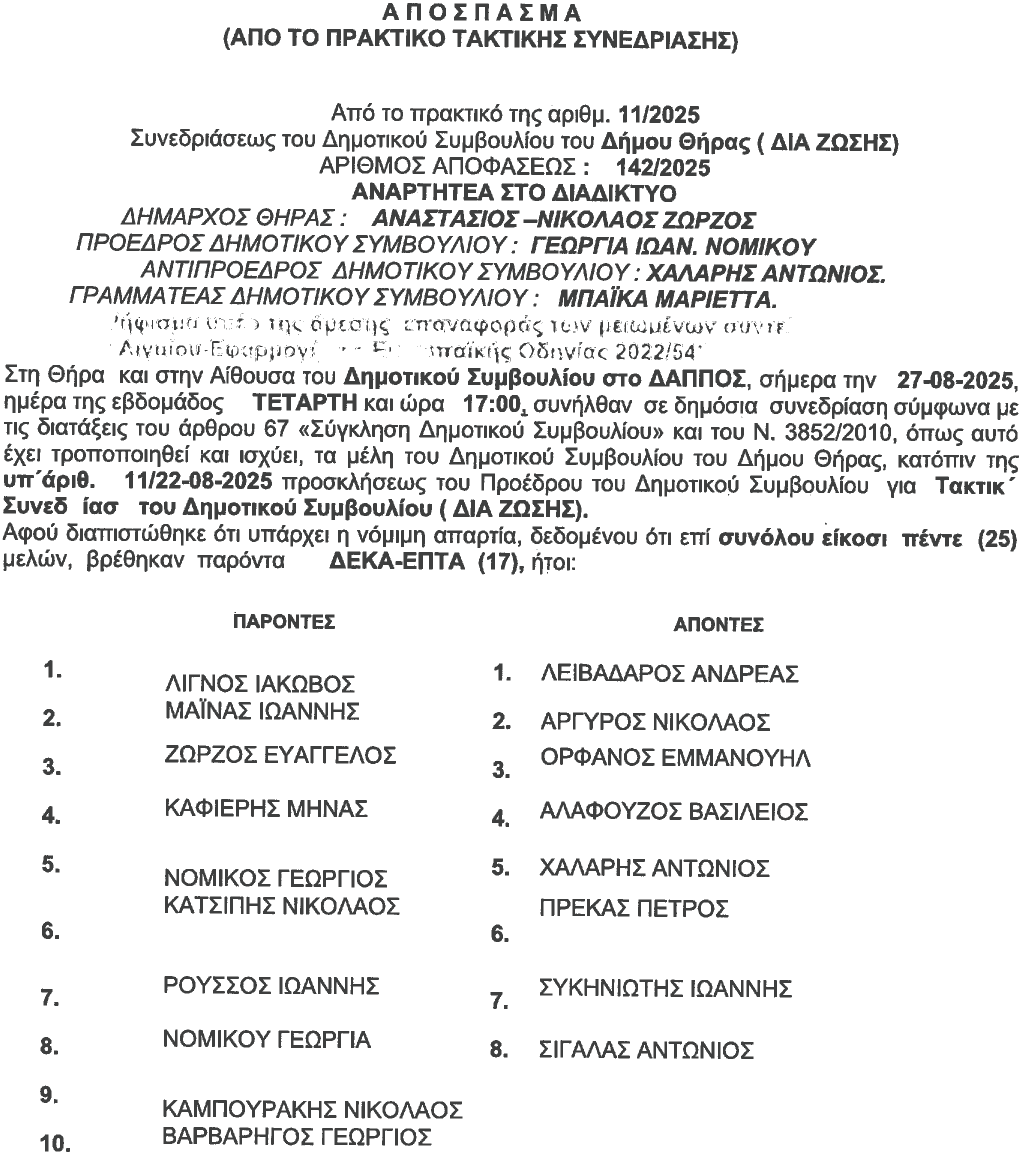 Α Π Ο Σ Π Α Σ Μ Α
(ΑΠΟ ΤΟ ΠΡΑΚΤΙΚΟ ΤΑΚΤΙΚΗΣ ΣΥΝΕΔΡΙΑΣΗΣ)
Από το πρακτικό της αριθμ. 11/2025
Συνεδριάσεως του Δημοτικού Συμβουλίου του Δήμου Θήρας ( ΔΙΑ ΖΩΣΗΣ)
ΑΡΙΘΜΟΣ ΑΠΟΦΑΣΕΩΣ : 142/2025
ΑΝΑΡΤΗΤΕΑ ΣΤΟ ΔΙΑΔΙΚΤΥΟ
ΔΗΜΑΡΧΟΣ ΘΗΡΑΣ : ΑΝΑΣΤΑΣΙΟΣ –ΝΙΚΟΛΑΟΣ ΖΩΡΖΟΣ
ΠΡΟΕΔΡΟΣ ΔΗΜΟΤΙΚΟΥ ΣΥΜΒΟΥΛΙΟΥ : ΓΕΩΡΓΙΑ ΙΩΑΝ. ΝΟΜΙΚΟΥ
ΑΝΤΙΠΡΟΕΔΡΟΣ ΔΗΜΟΤΙΚΟΥ ΣΥΜΒΟΥΛΙΟΥ : ΧΑΛΑΡΗΣ ΑΝΤΩΝΙΟΣ.
ΓΡΑΜΜΑΤΕΑΣ ΔΗΜΟΤΙΚΟΥ ΣΥΜΒΟΥΛΙΟΥ : ΜΠΑΪΚΑ ΜΑΡΙΕΤΤΑ.
της άμεσης επαναφοράς των μειωμένων
Οδηγίας 2022/54
Στη Θήρα και στην Αίθουσα του Δημοτικού Συμβουλίου στο ΔΑΠΠΟΣ, σήμερα την 27-08-2025,
ημέρα της εβδομάδος ΤΕΤΑΡΤΗ και ώρα 17:00, συνήλθαν σε δημόσια συνεδρίαση σύμφωνα με
τις διατάξεις του άρθρου 67 «Σύγκληση Δημοτικού Συμβουλίου» και του Ν. 3852/2010, όπως αυτό
έχει τροποποιηθεί και ισχύει, τα μέλη του Δημοτικού Συμβουλίου του Δήμου Θήρας, κατόπιν της
υπ΄άριθ. 11/22-08-2025 προσκλήσεως του Προέδρου του Δημοτικού Συμβουλίου για Τακτικ΄
Συνεδ ίασ του Δημοτικού Συμβουλίου ( ΔΙΑ ΖΩΣΗΣ).
Αφού διαπιστώθηκε ότι υπάρχει η νόμιμη απαρτία, δεδομένου ότι επί συνόλου είκοσι πέντε (25)
μελών, βρέθηκαν παρόντα ΔΕΚΑ-ΕΠΤΑ (17), ήτοι:
ΠΑΡΟΝΤΕΣ ΑΠΟΝΤΕΣ
1. ΛΙΓΝΟΣ ΙΑΚΩΒΟΣ 1. ΛΕΙΒΑΔΑΡΟΣ ΑΝΔΡΕΑΣ
2. ΜΑΪΝΑΣ ΙΩΑΝΝΗΣ 2. ΑΡΓΥΡΟΣ ΝΙΚΟΛΑΟΣ
3. ΖΩΡΖΟΣ ΕΥΑΓΓΕΛΟΣ 3. ΟΡΦΑΝΟΣ ΕΜΜΑΝΟΥΗΛ
4. ΚΑΦΙΕΡΗΣ ΜΗΝΑΣ 4. ΑΛΑΦΟΥΖΟΣ ΒΑΣΙΛΕΙΟΣ
5. ΝΟΜΙΚΟΣ ΓΕΩΡΓΙΟΣ 5. ΧΑΛΑΡΗΣ ΑΝΤΩΝΙΟΣ
6. ΚΑΤΣΙΠΗΣ ΝΙΚΟΛΑΟΣ 6. ΠΡΕΚΑΣ ΠΕΤΡΟΣ
7. ΡΟΥΣΣΟΣ ΙΩΑΝΝΗΣ 7. ΣΥΚΗΝΙΩΤΗΣ ΙΩΑΝΝΗΣ
8. ΝΟΜΙΚΟΥ ΓΕΩΡΓΙΑ 8. ΣΙΓΑΛΑΣ ΑΝΤΩΝΙΟΣ
9. ΚΑΜΠΟΥΡΑΚΗΣ ΝΙΚΟΛΑΟΣ
10. ΒΑΡΒΑΡΗΓΟΣ ΓΕΩΡΓΙΟΣ